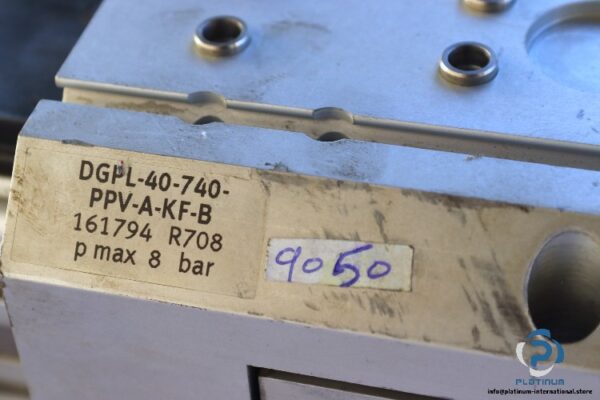 DGPL-40-740-
PPV-A-KF-B
161794 R708
p max 8 bar
9050
PLATINUM
info@platinum-international.store